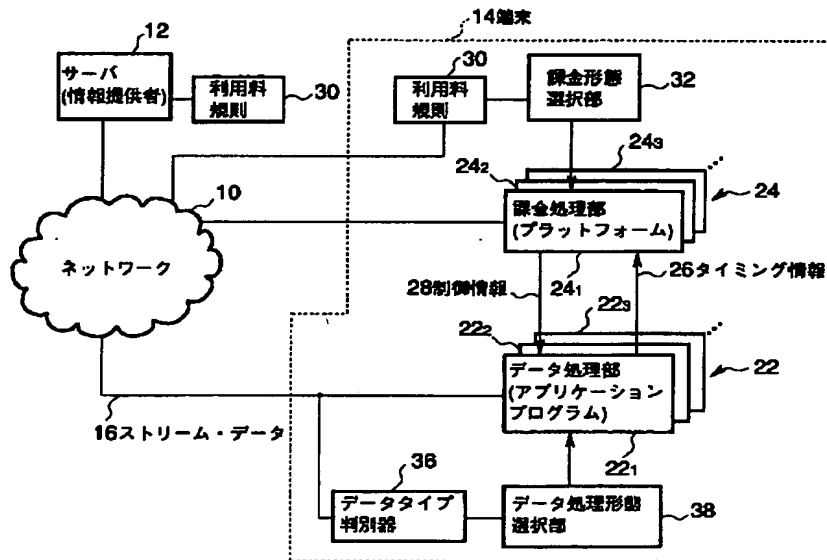 14端末
12
サーバ
(情報提供者)
利用料
規則
30
30
利用料
規則
課金形態
選択部
32
24₃
24₂
24
課金処理部
(プラットフォーム)
24₁
10
ネットワーク
28制御情報
26タイミング情報
22₃
22₂
22
データ処理部
(アプリケーション
プログラム)
22₁
16ストリーム・データ
36
データタイプ
判別器
データ処理形態
選択部
38